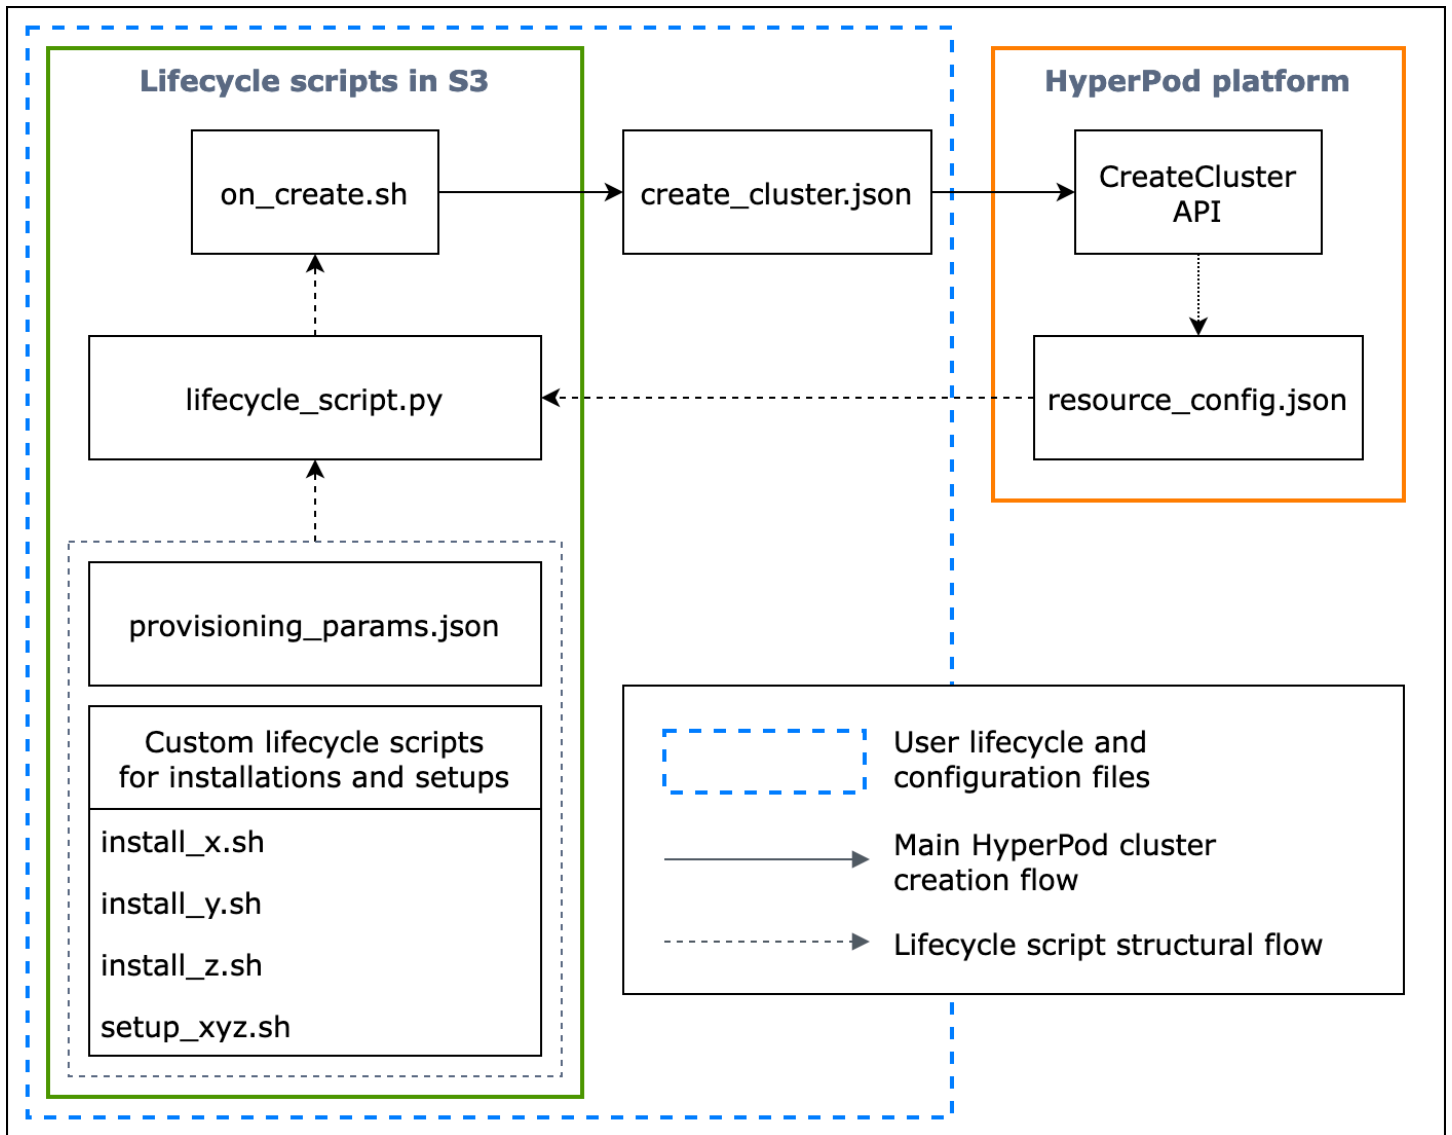 Lifecycle scripts in S3
HyperPod platform
on_create.sh
create_cluster.json
CreateCluster
API
lifecycle_script.py
resource_config.json
provisioning_params.json
Custom lifecycle scripts
for installations and setups
install_x.sh
install_y.sh
install_z.sh
setup_xyz.sh
User lifecycle and
configuration files
Main HyperPod cluster
creation flow
Lifecycle script structural flow